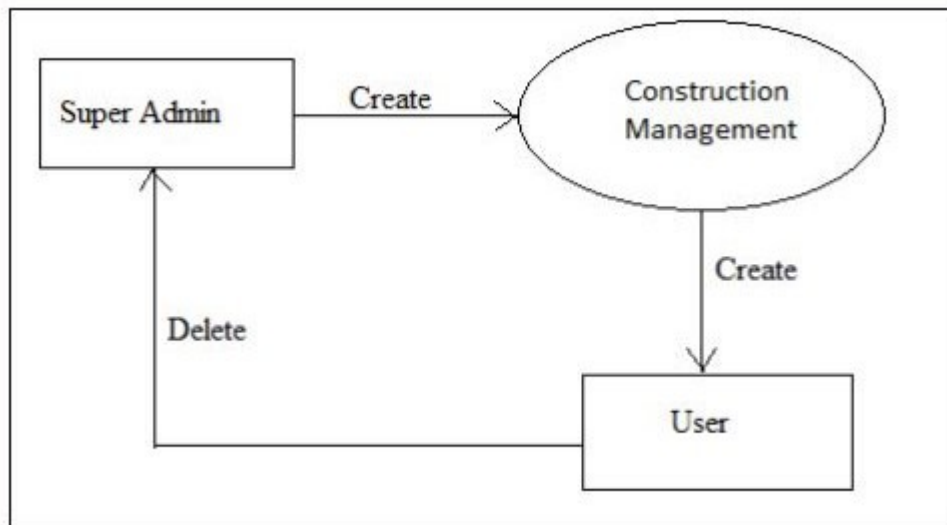 Super Admin
Create
Construction
Management
Create
Delete
User